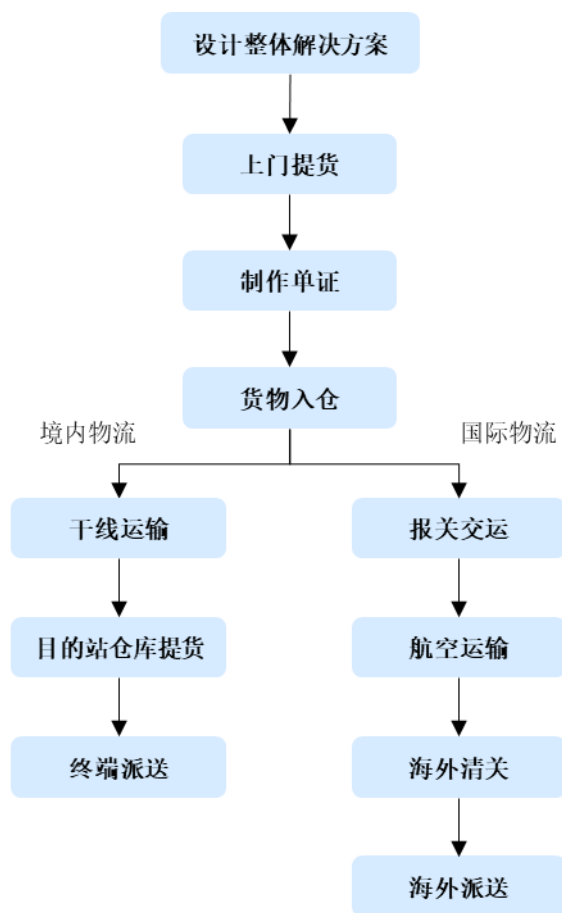 设计整体解决方案
上门提货
制作单证
货物入仓
境内物流
国际物流
干线运输
报关交运
目的站仓库提货
航空运输
终端派送
海外清关
海外派送